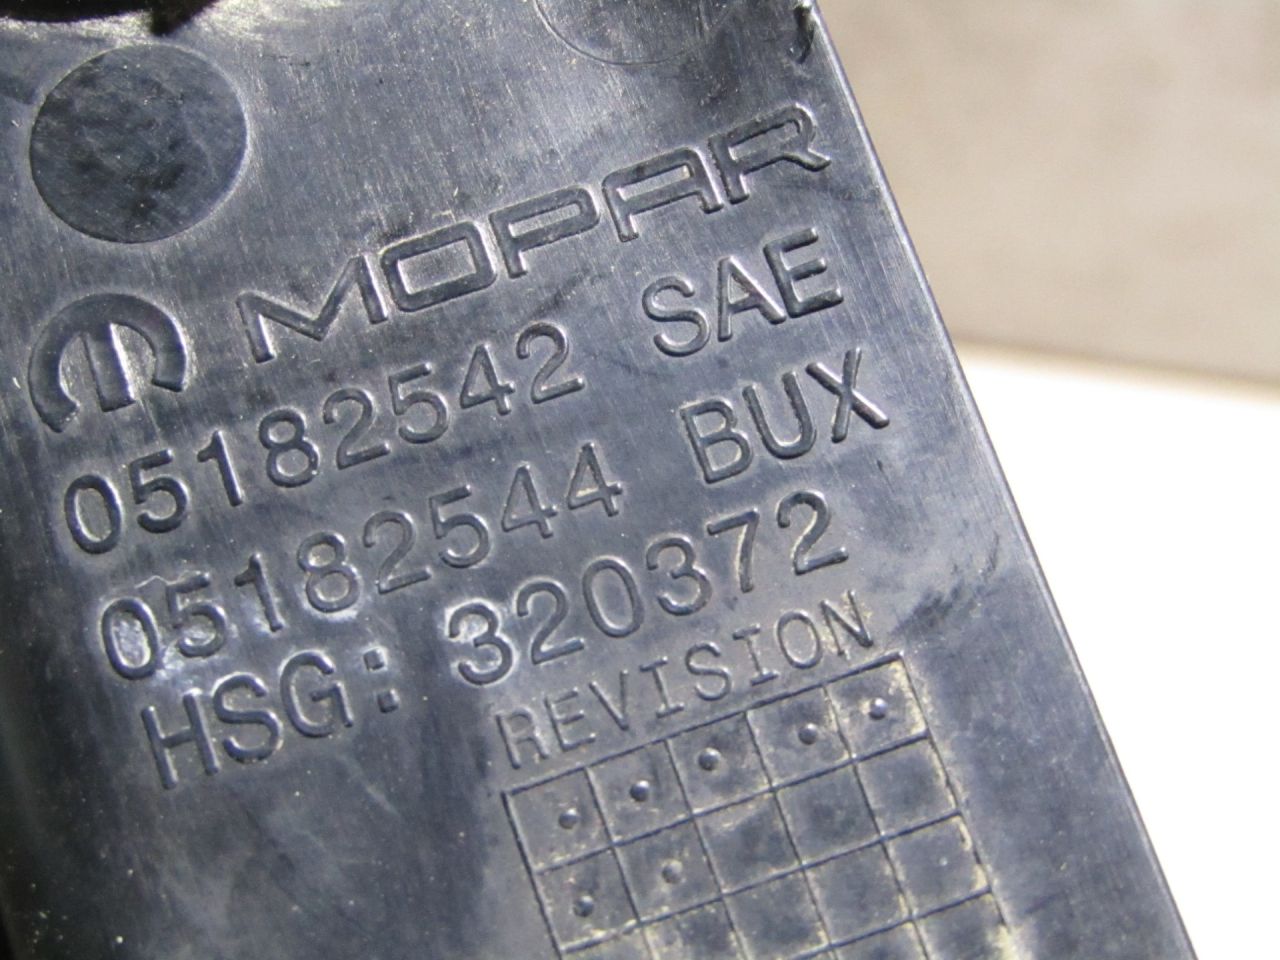 MOPAR
05182542 SAE
05182544 BUX
HSG: 320372
REVISION